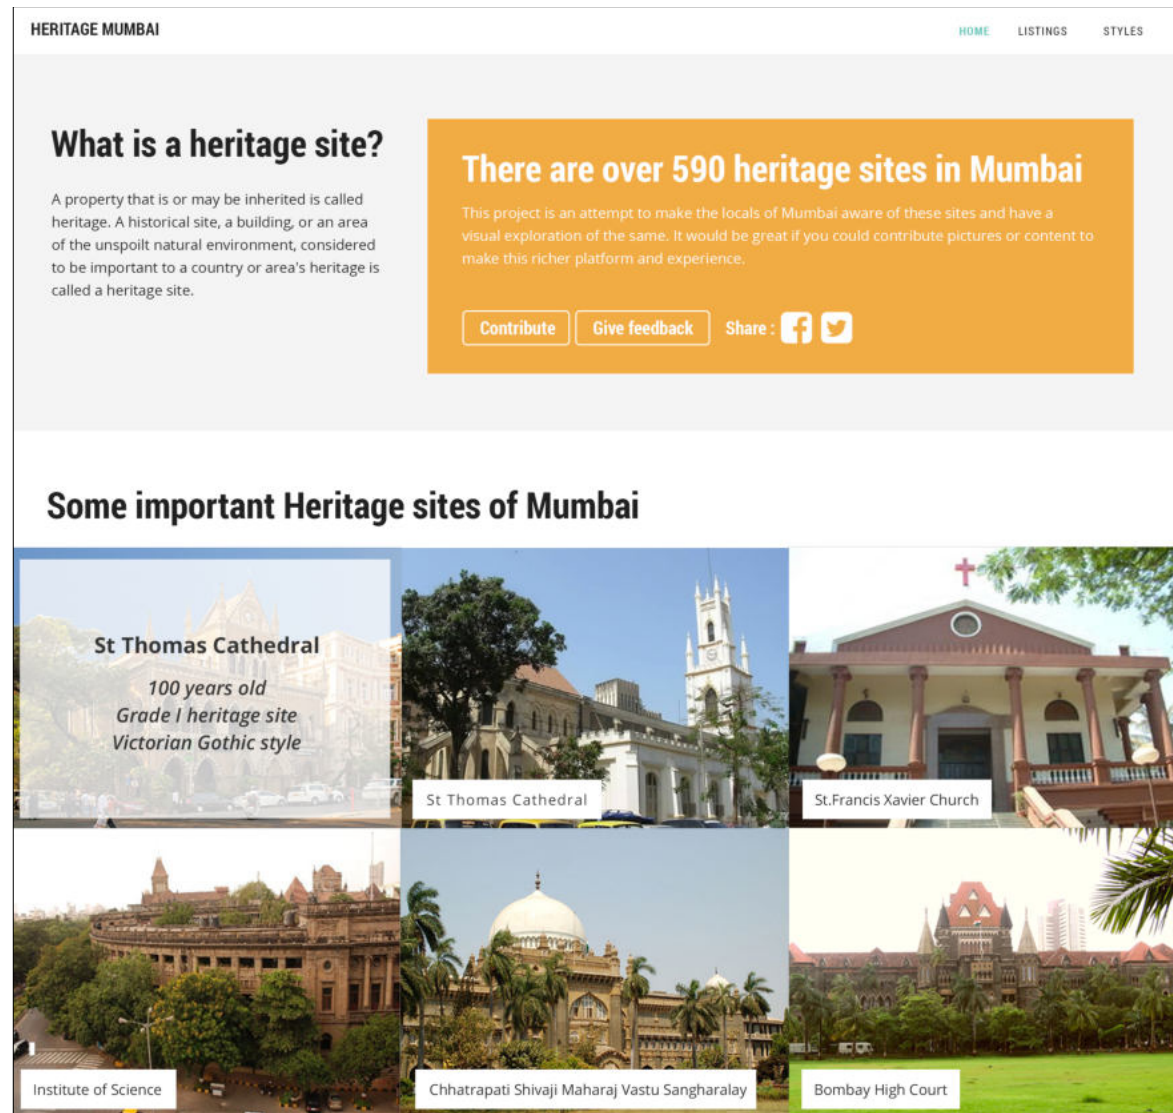 HERITAGE MUMBAI
HOME LISTINGS STYLES
What is a heritage site?
A property that is or may be inherited is called
heritage. A historical site, a building, or an area
of the unspoilt natural environment, considered
to be important to a country or area's heritage is
called a heritage site.
There are over 590 heritage sites in Mumbai
This project is an attempt to make the locals of Mumbai aware of these sites and have a
visual exploration of the same. It would be great if you could contribute pictures or content to
make this richer platform and experience.
Contribute Give feedback Share :
Some important Heritage sites of Mumbai
St Thomas Cathedral
100 years old
Grade I heritage site
Victorian Gothic style
St Thomas Cathedral
St.Francis Xavier Church
Institute of Science
Chhatrapati Shivaji Maharaj Vastu Sangharalay
Bombay High Court